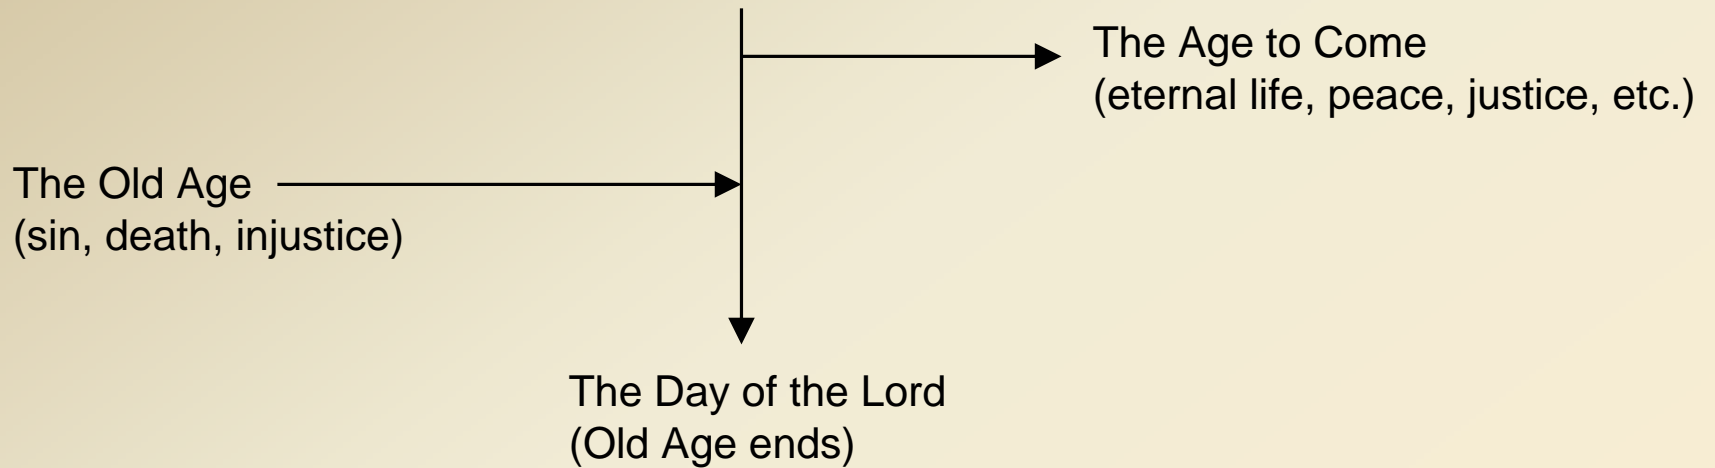 The Age to Come
(eternal life, peace, justice, etc.)
The Old Age
(sin, death, injustice)
The Day of the Lord
(Old Age ends)